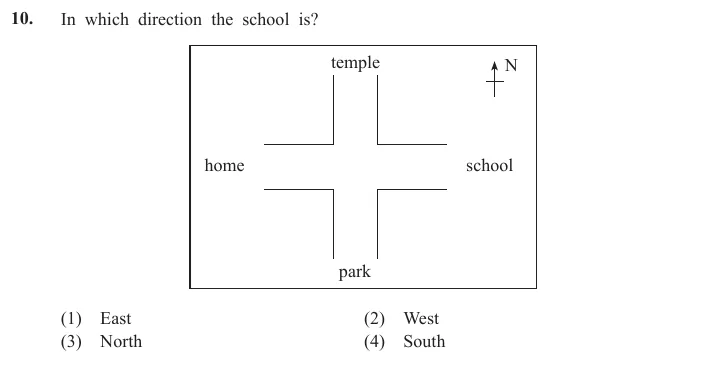 10. In which direction the school is?
temple
N
home
school
park
(1) East (2) West
(3) North (4) South